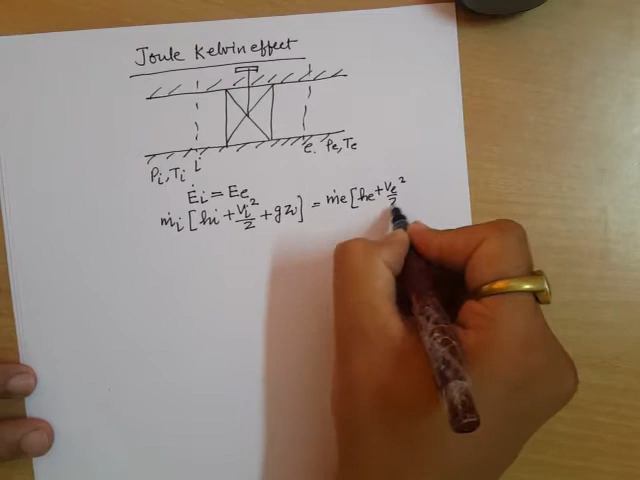 Joule Kelvin effect
Pi, Ti i
e. Pe, Te
Ėi = Ėe
ṁi [hi + Vi²/2 + gzi] = ṁe [he + Ve²/2